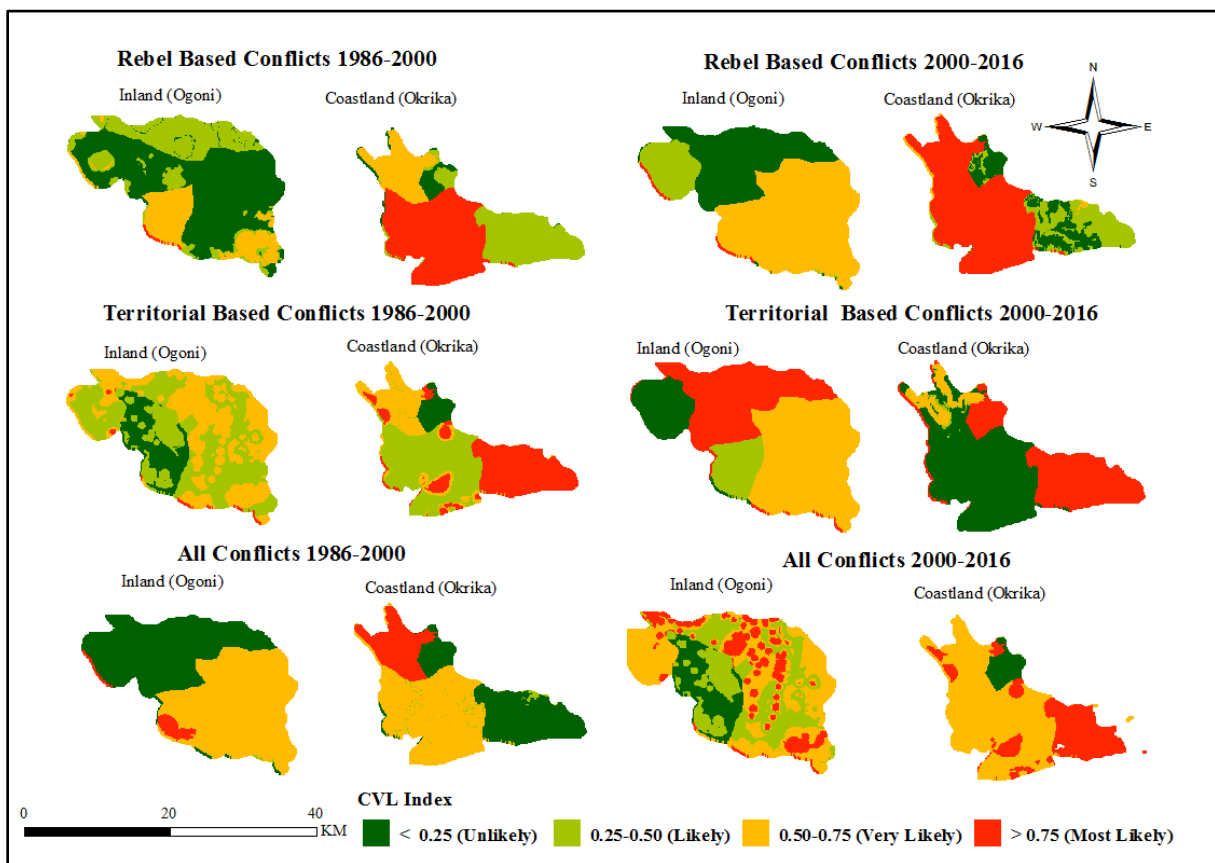 Rebel Based Conflicts 1986-2000
Inland (Ogoni)
Coastland (Okrika)
Rebel Based Conflicts 2000-2016
Inland (Ogoni)
Coastland (Okrika)
N
W
E
S
Territorial Based Conflicts 1986-2000
Inland (Ogoni)
Coastland (Okrika)
Territorial Based Conflicts 2000-2016
Inland (Ogoni)
Coastland (Okrika)
All Conflicts 1986-2000
Inland (Ogoni)
Coastland (Okrika)
All Conflicts 2000-2016
Inland (Ogoni)
Coastland (Okrika)
0 20 40
KM
CVL Index
< 0.25 (Unlikely)
0.25-0.50 (Likely)
0.50-0.75 (Very Likely)
> 0.75 (Most Likely)